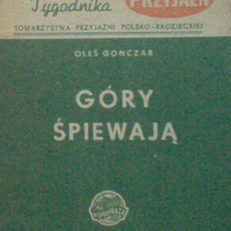 Tygodnika
PRZYJAŹŃ
TOWARZYSTWA PRZYJAŹNI POLSKO-RADZIECKIEJ
OLEŚ GONCZAR
GÓRY
ŚPIEWAJĄ